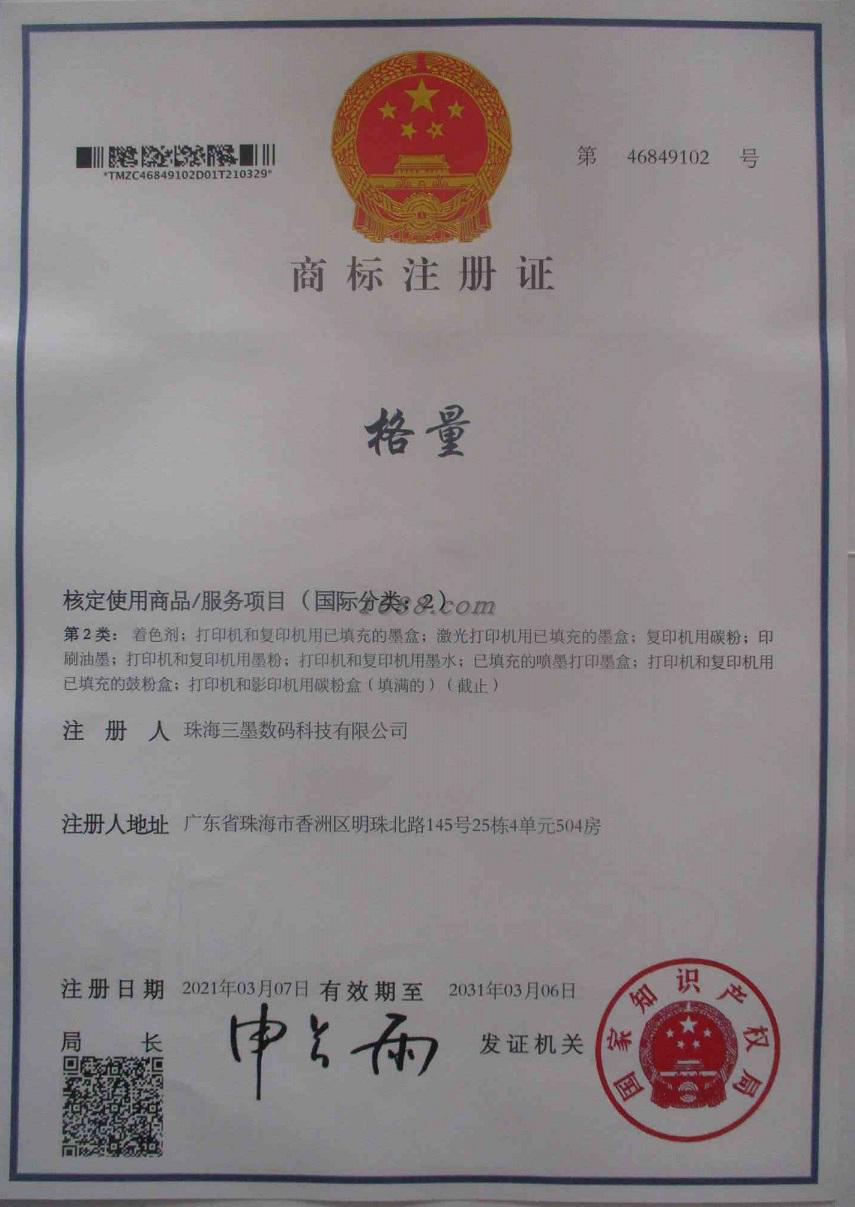 *TMZC46849102D01T210329*
第 46849102 号
商标注册证
格量
核定使用商品/服务项目（国际分类：2）
1688.com
第2类：着色剂；打印机和复印机用已填充的墨盒；激光打印机用已填充的墨盒；复印机用碳粉；印
刷油墨；打印机和复印机用墨粉；打印机和复印机用墨水；已填充的喷墨打印墨盒；打印机和复印机用
已填充的鼓粉盒；打印机和影印机用碳粉盒（填满的）（截止）
注册人 珠海三墨数码科技有限公司
注册人地址 广东省珠海市香洲区明珠北路145号25栋4单元504房
注册日期 2021年03月07日 有效期至 2031年03月06日
局长 申长雨 发证机关
国家知识产权局